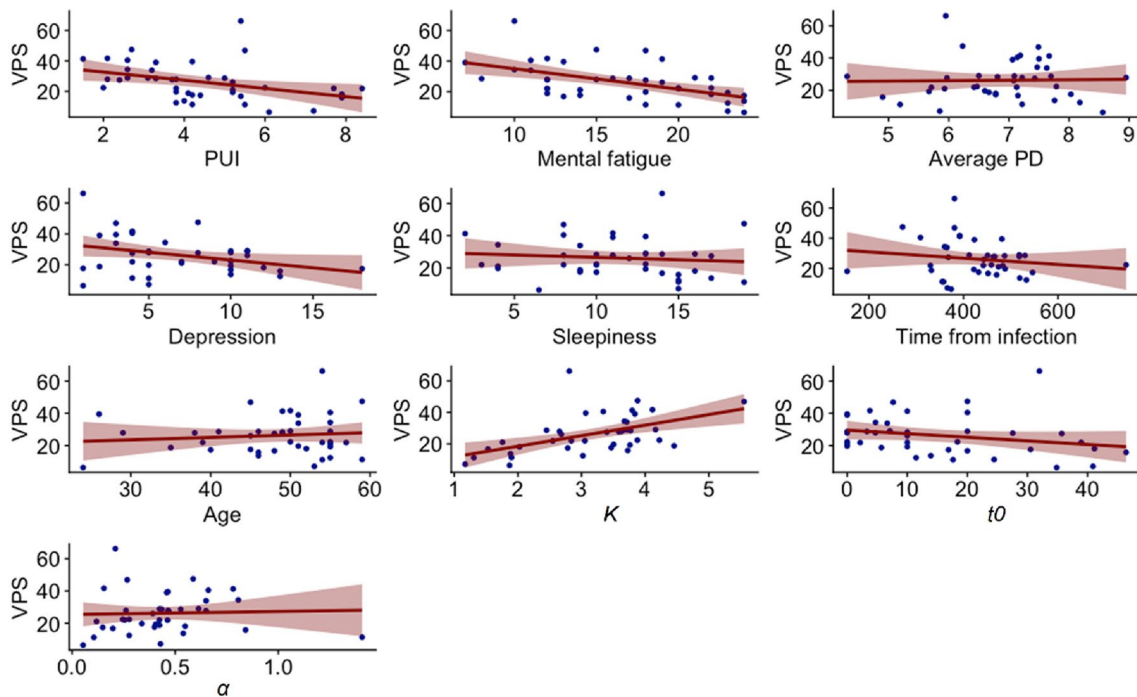 VPS 60 40 20 2 4 6 8 PUI
VPS 60 40 20 10 15 20 Mental fatigue
VPS 60 40 20 5 6 7 8 9 Average PD
VPS 60 40 20 5 10 15 Depression
VPS 60 40 20 5 10 15 Sleepiness
VPS 60 40 20 200 400 600 Time from infection
VPS 60 40 20 30 40 50 60 Age
VPS 60 40 20 1 2 3 4 5 K
VPS 60 40 20 0 10 20 30 40 t0
VPS 60 40 20 0.0 0.5 1.0 α